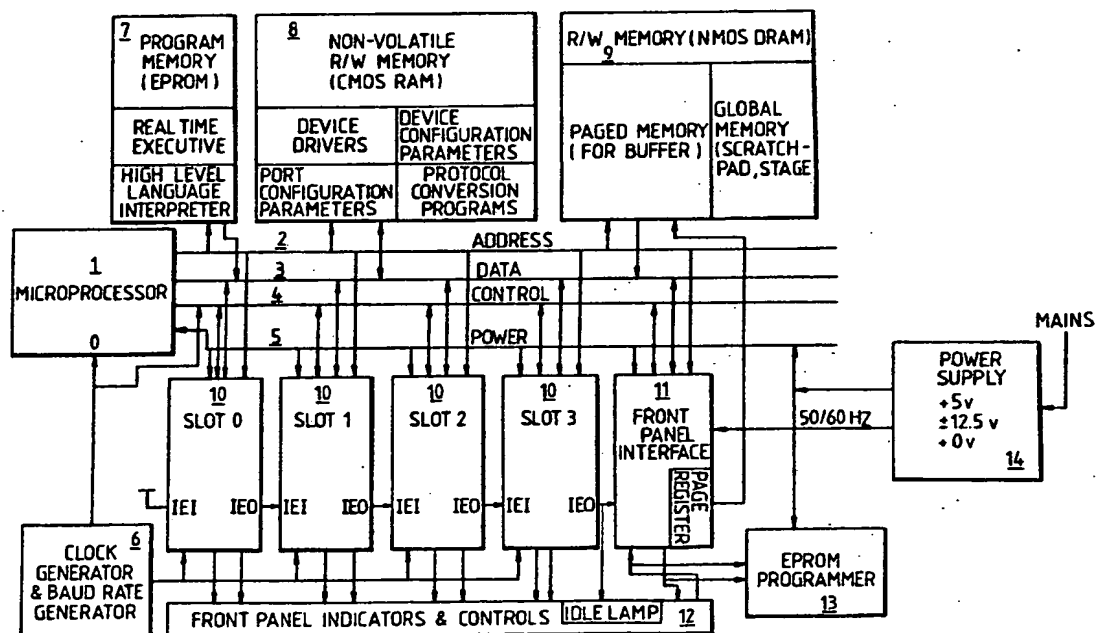 7
PROGRAM
MEMORY
(EPROM)
REAL TIME
EXECUTIVE
HIGH LEVEL
LANGUAGE
INTERPRETER
8
NON-VOLATILE
R/W MEMORY
(CMOS RAM)
DEVICE
DRIVERS
DEVICE
CONFIGURATION
PARAMETERS
PORT
CONFIGURATION
PARAMETERS
PROTOCOL
CONVERSION
PROGRAMS
R/W MEMORY (NMOS DRAM)
9
PAGED MEMORY
(FOR BUFFER)
GLOBAL
MEMORY
(SCRATCH-
PAD, STAGE
1
MICROPROCESSOR
0
2 ADDRESS
3 DATA
4 CONTROL
5 POWER
MAINS
10
SLOT 0
IEI IEO
10
SLOT 1
IEI IEO
10
SLOT 2
IEI IEO
10
SLOT 3
IEI IEO
11
FRONT
PANEL
INTERFACE
PAGE
REGISTER
50/60 HZ
POWER
SUPPLY
+5v
±12.5 v
+0v
14
6
CLOCK
GENERATOR
& BAUD RATE
GENERATOR
FRONT PANEL INDICATORS & CONTROLS
IDLE LAMP
12
EPROM
PROGRAMMER
13